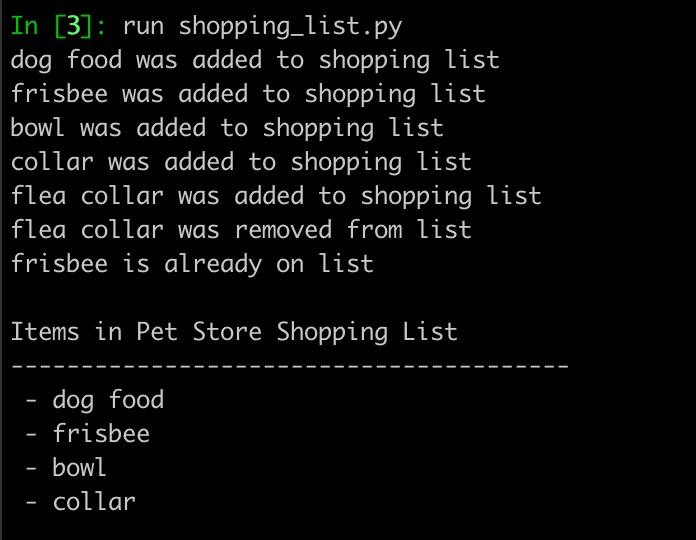 In [3]: run shopping_list.py
dog food was added to shopping list
frisbee was added to shopping list
bowl was added to shopping list
collar was added to shopping list
flea collar was added to shopping list
flea collar was removed from list
frisbee is already on list

Items in Pet Store Shopping List
----------------------------------------
 - dog food
 - frisbee
 - bowl
 - collar